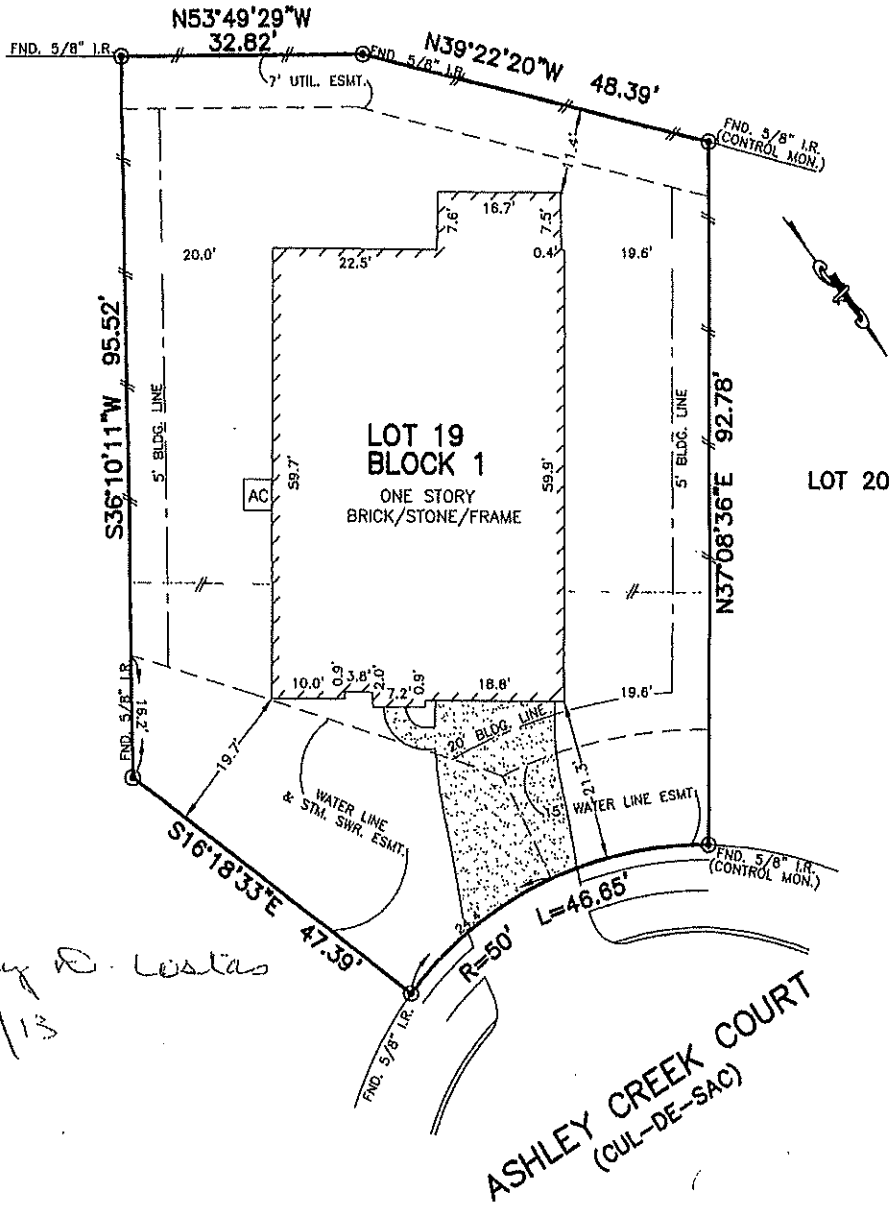 N53°49'29"W
32.82'
FND. 5/8" I.R.
FND. 5/8" I.R.
N39°22'20"W 48.39'
7' UTIL. ESMT.
FND. 5/8" I.R.
(CONTROL MON.)
11.4'
16.7'
7.6'
7.5'
20.0'
22.5'
0.4'
19.6'
S36°10'11"W 95.52'
5' BLDG. LINE
59.7'
LOT 19
BLOCK 1
ONE STORY
BRICK/STONE/FRAME
AC
59.9'
5' BLDG. LINE
N37°08'36"E 92.78'
LOT 20
FND. 5/8" I.R.
16.2'
10.0'
0.9'
3.8'
2.0'
7.2'
0.9'
18.8'
19.6'
20' BLDG. LINE
19.7'
21.3'
WATER LINE
& STM. SWR. ESMT.
15' WATER LINE ESMT.
FND. 5/8" I.R.
(CONTROL MON.)
S16°18'33"E 47.39'
24.4'
R=50' L=46.65'
FND. 5/8" I.R.
ASHLEY CREEK COURT
(CUL-DE-SAC)
/13